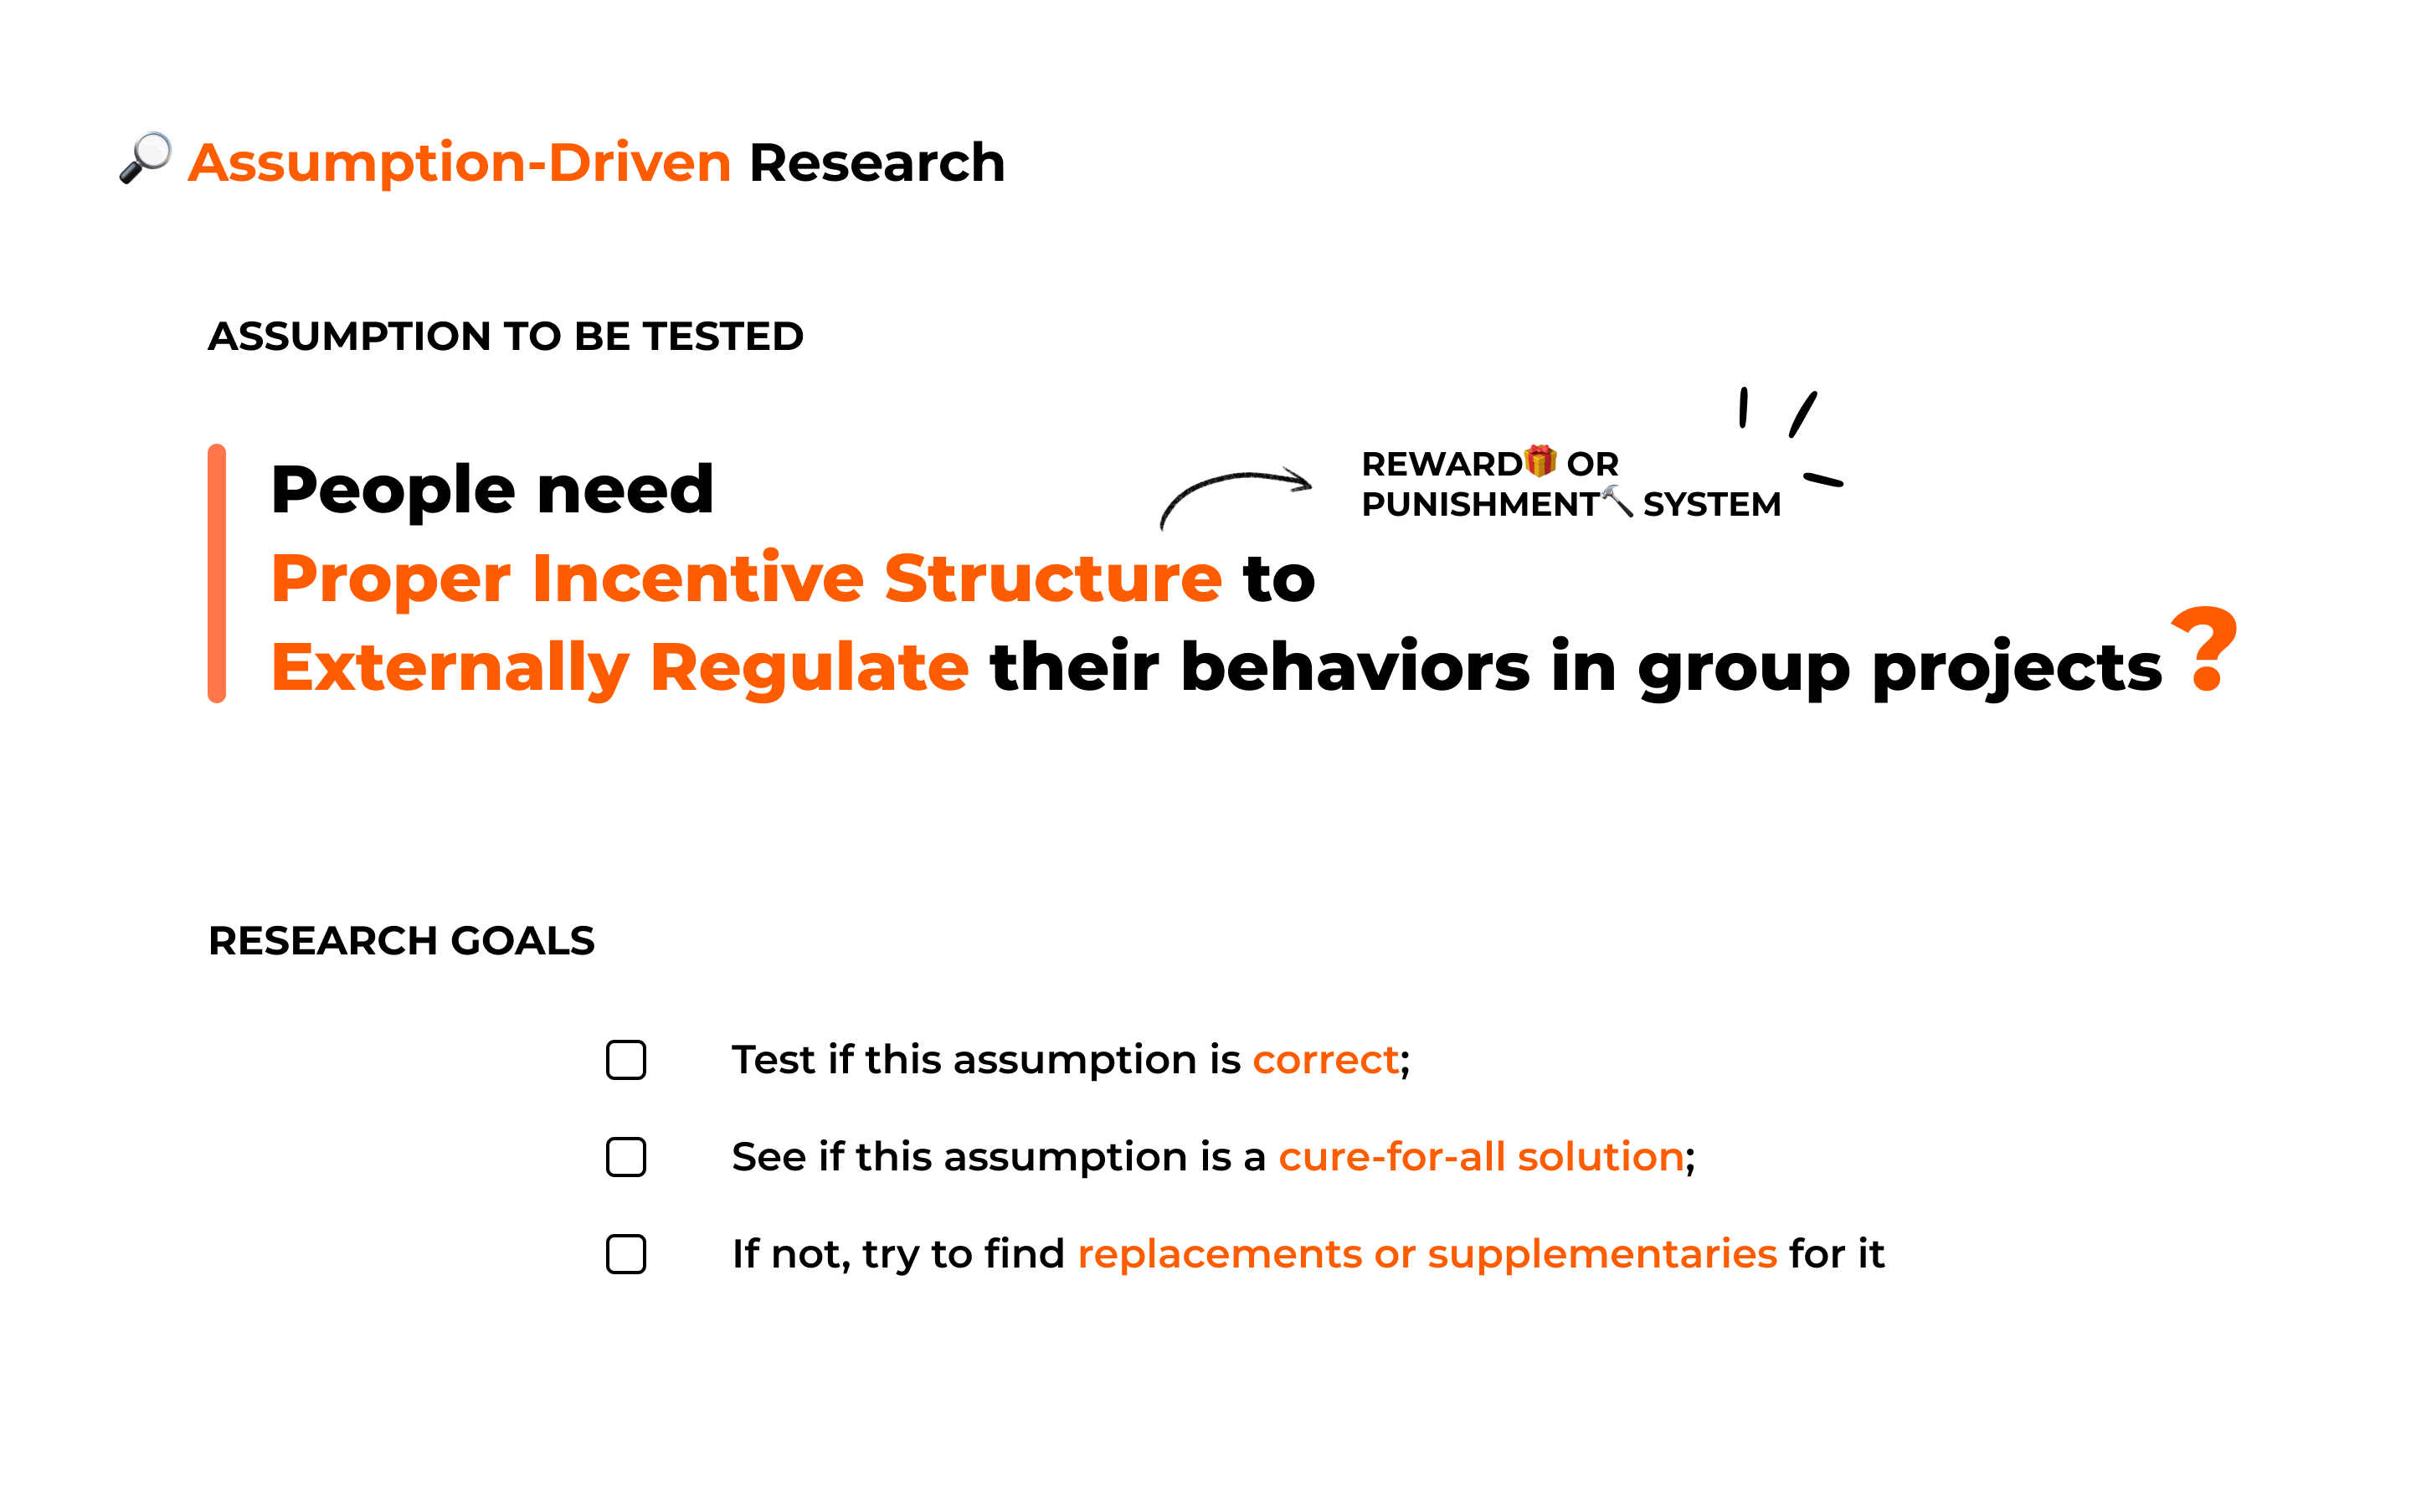 Assumption-Driven Research
ASSUMPTION TO BE TESTED
People need
Proper Incentive Structure to
Externally Regulate their behaviors in group projects?
REWARD🎁 OR
PUNISHMENT🔨 SYSTEM
RESEARCH GOALS
Test if this assumption is correct;
See if this assumption is a cure-for-all solution;
If not, try to find replacements or supplementaries for it